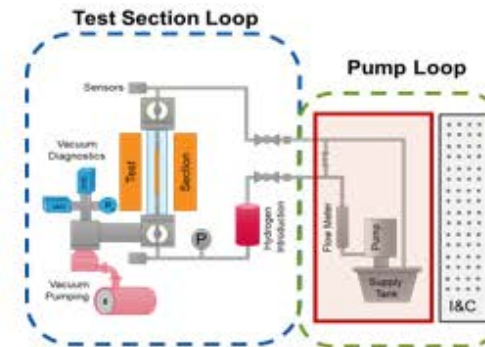 Test Section Loop
Pump Loop
Sensors
Vacuum
Diagnostics
Test
Section
P
P
Hydrogen
Introduction
Flow Meter
Pump
Supply
Tank
Vacuum
Pumping
I&C